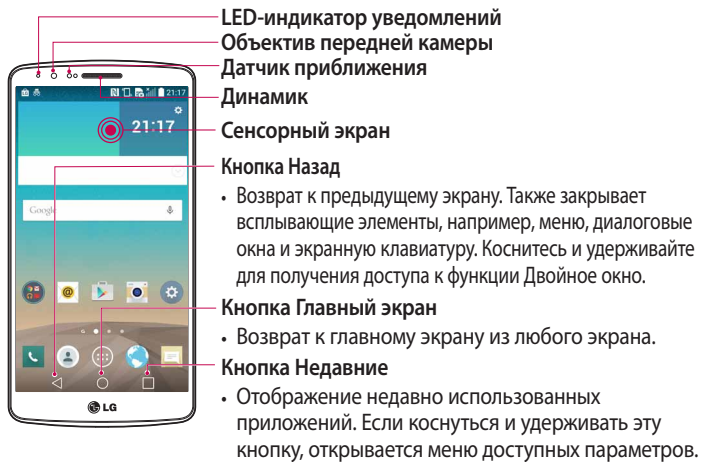 LED-индикатор уведомлений
Объектив передней камеры
Датчик приближения
Динамик
Сенсорный экран
Кнопка Назад
• Возврат к предыдущему экрану. Также закрывает
всплывающие элементы, например, меню, диалоговые
окна и экранную клавиатуру. Коснитесь и удерживайте
для получения доступа к функции Двойное окно.
Кнопка Главный экран
• Возврат к главному экрану из любого экрана.
Кнопка Недавние
• Отображение недавно использованных
приложений. Если коснуться и удерживать эту
кнопку, открывается меню доступных параметров.
21:17
21:17
Google
LG